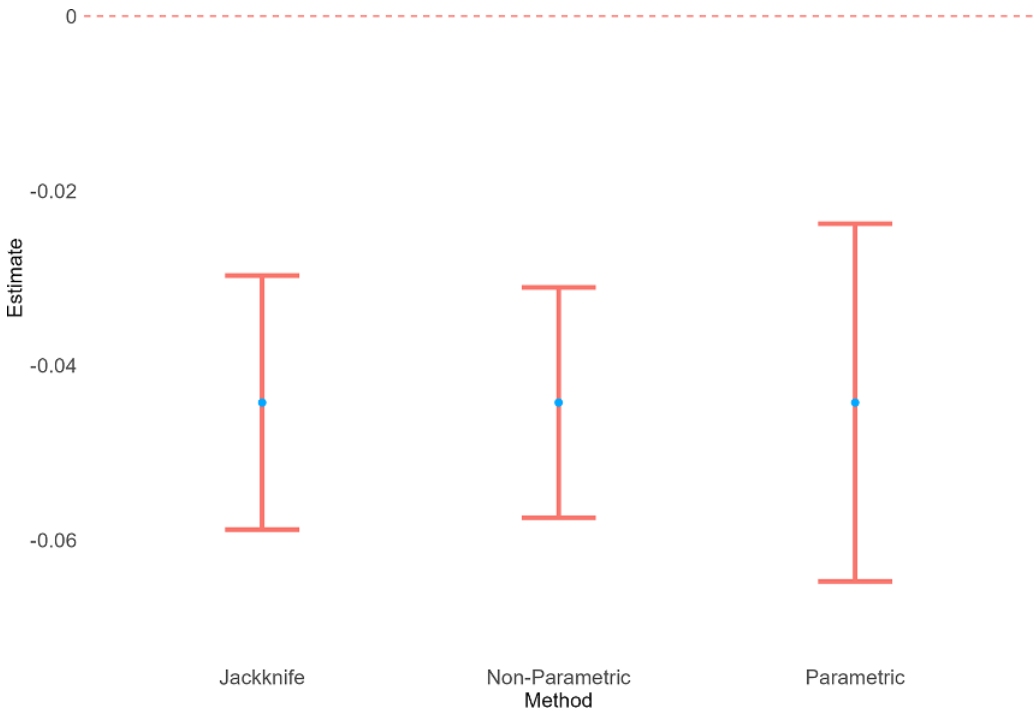 0
-0.02
Estimate
-0.04
-0.06
Jackknife
Non-Parametric
Parametric
Method